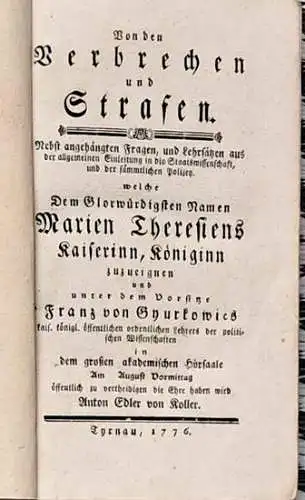 Von den
Verbrechen
und
Strafen.
Nebst angehängten Fragen, und Lehrsätzen aus
der allgemeinen Einleitung in die Staatswissenschaft,
und der sämmtlichen Polizey.
welche
Dem Glorwürdigsten Namen
Marien Theresiens
Kaiserinn, Königinn
zuzueignen
und
unter dem Vorsitze
Franz von Gyurkowics
kais. königl. öffentlichen ordentlichen Lehrers der politi-
schen Wissenschaften
in
dem großen akademischen Hörsaale
Am August Vormittag
öffentlich zu vertheidigen die Ehre haben wird
Anton Edler von Koller.
Tyrnau, 1776.